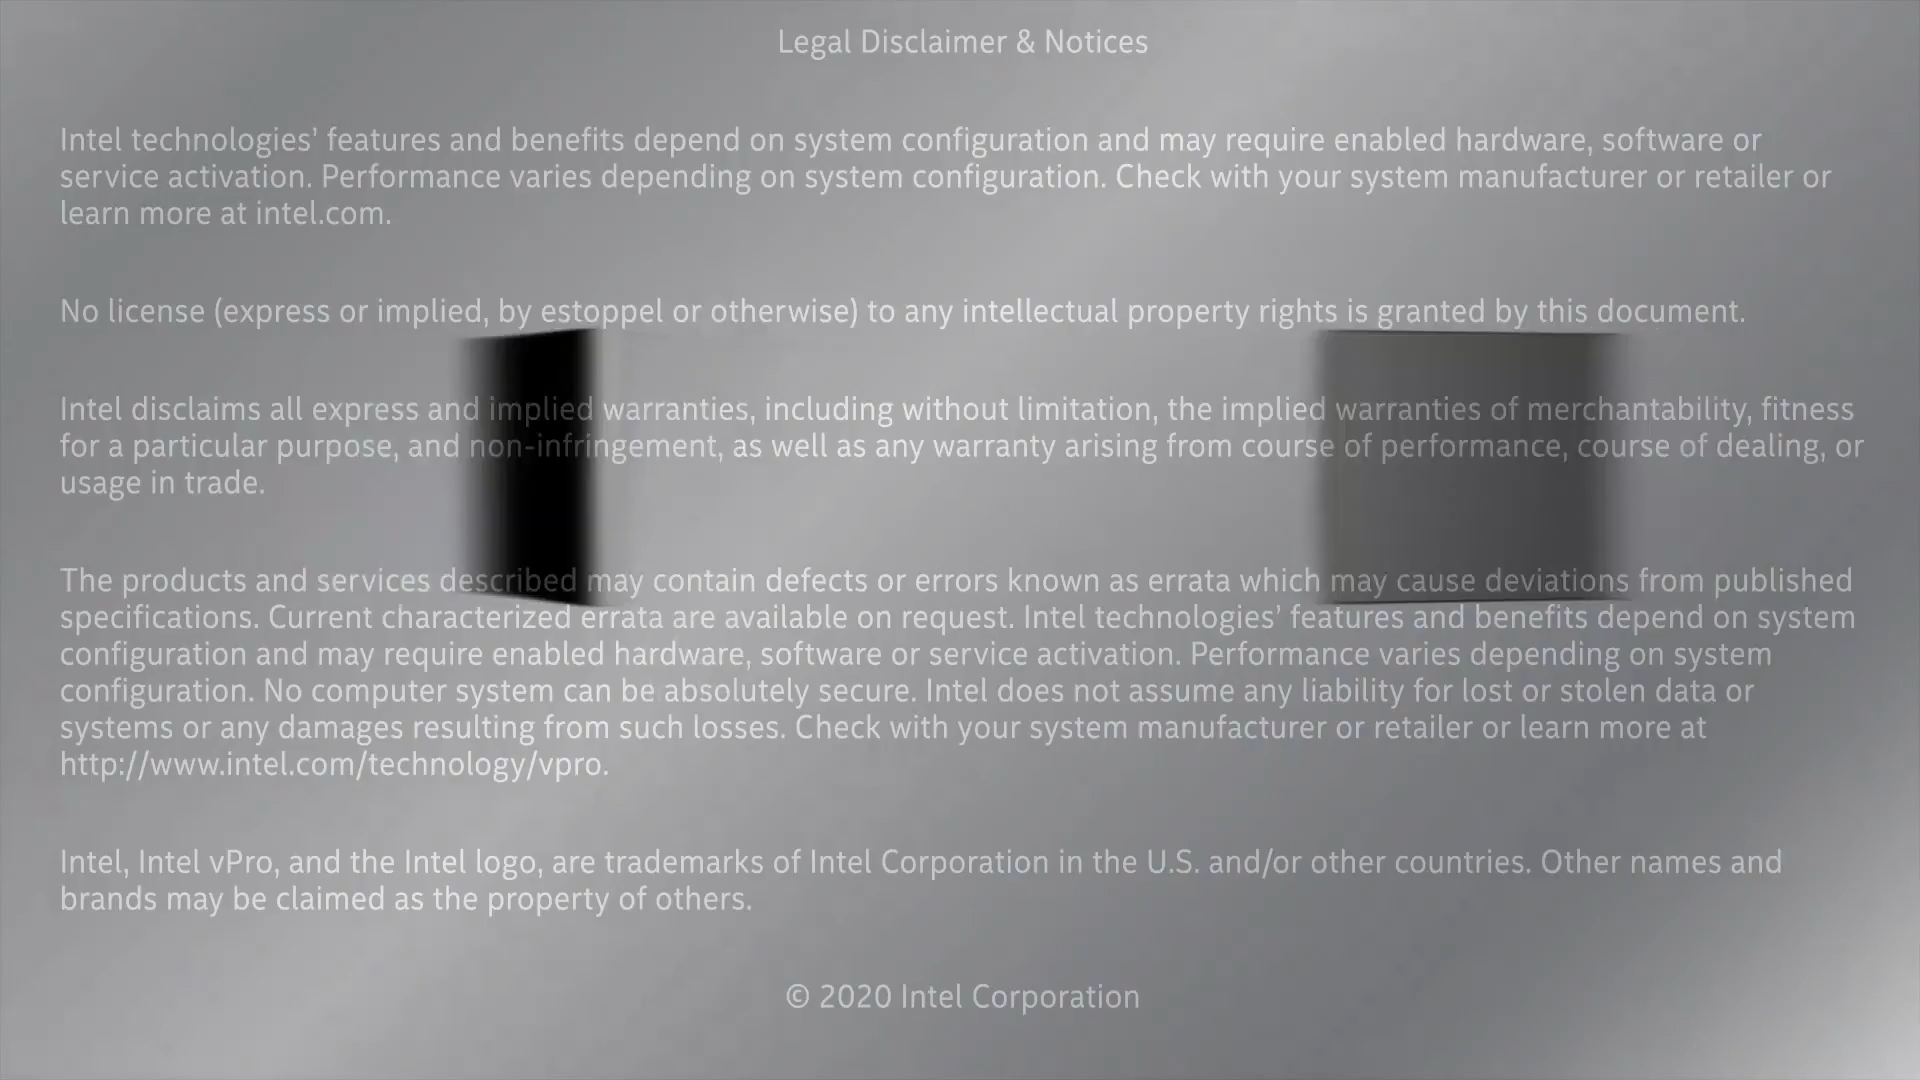 Legal Disclaimer & Notices
Intel technologies’ features and benefits depend on system configuration and may require enabled hardware, software or
service activation. Performance varies depending on system configuration. Check with your system manufacturer or retailer or
learn more at intel.com.
No license (express or implied, by estoppel or otherwise) to any intellectual property rights is granted by this document.
Intel disclaims all express and implied warranties, including without limitation, the implied warranties of merchantability, fitness
for a particular purpose, and non-infringement, as well as any warranty arising from course of performance, course of dealing, or
usage in trade.
The products and services described may contain defects or errors known as errata which may cause deviations from published
specifications. Current characterized errata are available on request. Intel technologies’ features and benefits depend on system
configuration and may require enabled hardware, software or service activation. Performance varies depending on system
configuration. No computer system can be absolutely secure. Intel does not assume any liability for lost or stolen data or
systems or any damages resulting from such losses. Check with your system manufacturer or retailer or learn more at
http://www.intel.com/technology/vpro.
Intel, Intel vPro, and the Intel logo, are trademarks of Intel Corporation in the U.S. and/or other countries. Other names and
brands may be claimed as the property of others.
© 2020 Intel Corporation